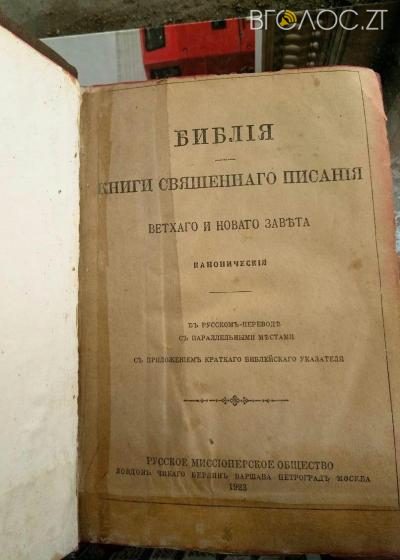 ВГОЛОС.ZT
БИБЛІЯ
КНИГИ СВЯЩЕННАГО ПИСАНІЯ
ВЕТХАГО И НОВАГО ЗАВѢТА
КАНОНИЧЕСКІЯ
ВЪ РУССКОМЪ-ПЕРЕВОДѢ
СЪ ПАРАЛЛЕЛЬНЫМИ МѢСТАМИ
СЪ ПРИЛОЖЕНІЕМЪ КРАТКАГО БИБЛЕЙСКАГО УКАЗАТЕЛЯ
РУССКОЕ МИССІОНЕРСКОЕ ОБЩЕСТВО
ЛОНДОНЪ ЧИКАГО БЕРЛИНЪ ВАРШАВА ПЕТРОГРАДЪ МОСКВА
1923